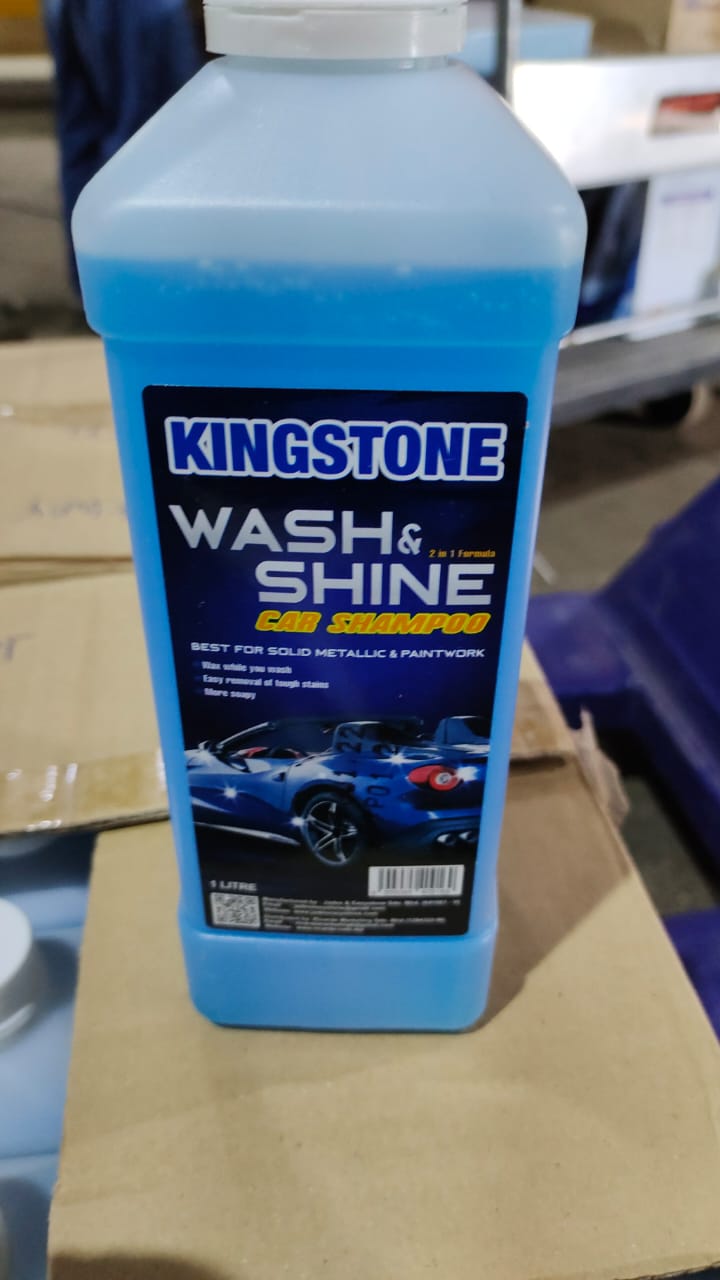 KINGSTONE
WASH &
2 in 1 Formula
SHINE
CAR SHAMPOO
BEST FOR SOLID METALLIC & PAINTWORK
Wax while you wash
Easy removal of tough stains
More soapy
1 LITRE